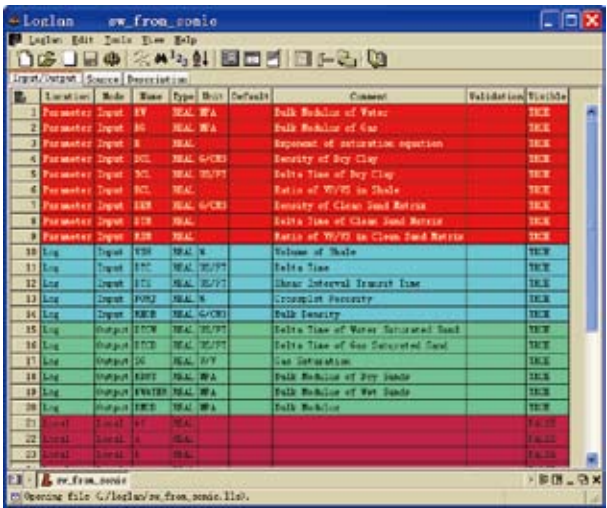 Loglan sw_from_sonic
Loglan Edit Tools View Help
Input/Output Source Description
Location Mode Name Type Unit Default Comment Validation Visible
1 Parameter Input KW REAL MPA Bulk Modulus of Water TRUE
2 Parameter Input KG REAL MPA Bulk Modulus of Gas TRUE
3 Parameter Input REAL Exponent of saturation equation TRUE
4 Parameter Input DCL REAL G/CM3 Density of Dry Clay TRUE
5 Parameter Input REAL US/FT Delta Time of Dry Clay TRUE
6 Parameter Input REAL Ratio of VP/VS in Shale TRUE
7 Parameter Input REAL G/CM3 Density of Clean Sand Matrix TRUE
8 Parameter Input REAL Delta Time of Clean Sand Matrix TRUE
9 Parameter Input REAL Ratio of VP/VS in Clean Sand Matrix TRUE
10 Log Input VSH REAL % Volume of Shale TRUE
11 Log Input DTC REAL US/FT Delta Time TRUE
12 Log Input DTS REAL US/FT Shear Interval Transit Time TRUE
13 Log Input REAL % Crossplot Porosity TRUE
14 Log Input RHOB REAL G/CM3 Bulk Density TRUE
15 Log Output DTCW REAL US/FT Delta Time of Water Saturated Sand TRUE
16 Log Output DTCD REAL US/FT Delta Time of Gas Saturated Sand TRUE
17 Log Output SG REAL V/V Gas Saturation TRUE
18 Log Output KDRY REAL MPA Bulk Modulus of Dry Sands TRUE
19 Log Output KWATER REAL MPA Bulk Modulus of Wet Sands TRUE
20 Log Output REAL MPA Bulk Modulus TRUE
21 Local Local REAL FALSE
22 Local Local REAL FALSE
23 Local Local REAL FALSE
sw_from_sonic
Opening file (/loglan/sw_from_sonic.lls).